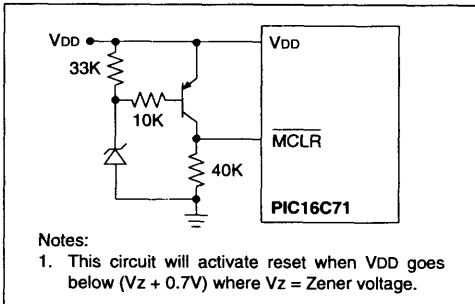 VDD VDD
33K
10K
MCLR
40K
PIC16C71
Notes:
1. This circuit will activate reset when VDD goes
below (Vz + 0.7V) where Vz = Zener voltage.